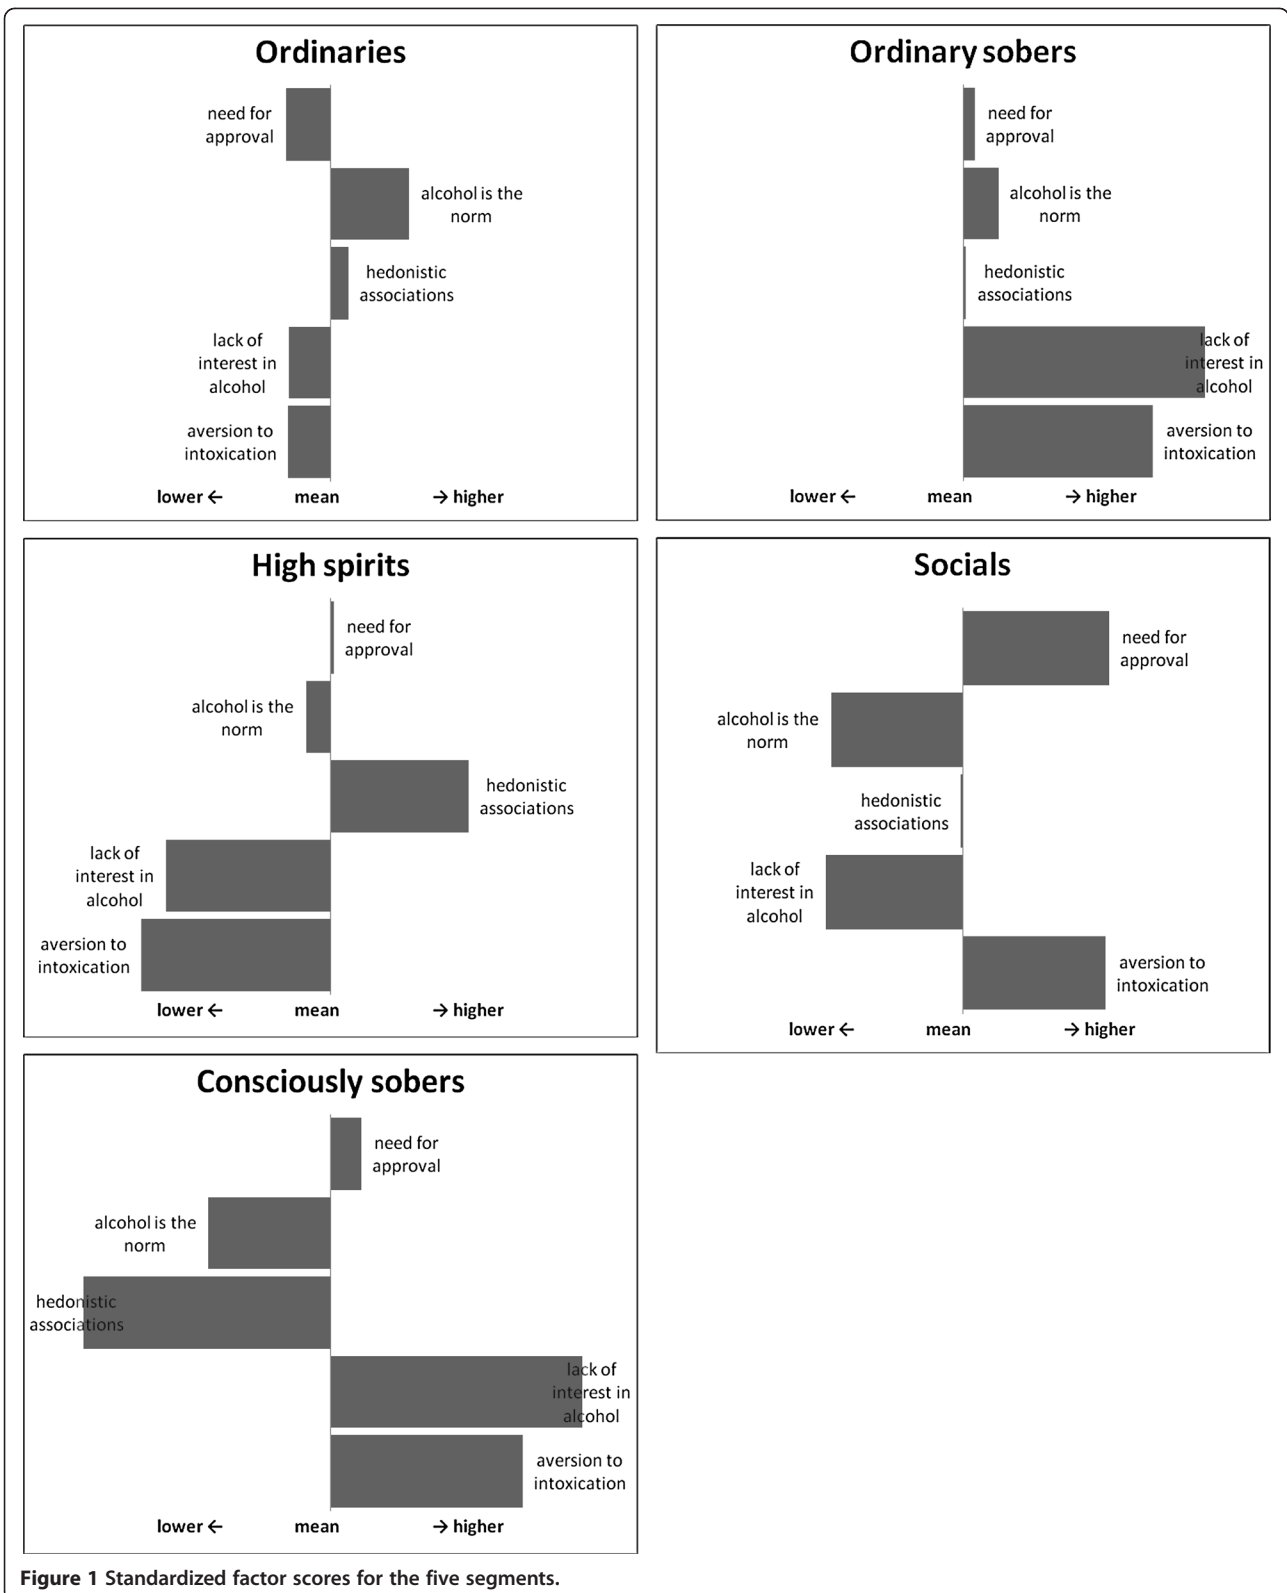 Ordinaries
need for
approval
alcohol is the
norm
hedonistic
associations
lack of
interest in
alcohol
aversion to
intoxication
lower ← mean → higher
Ordinary sobers
need for
approval
alcohol is the
norm
hedonistic
associations
lack of
interest in
alcohol
aversion to
intoxication
lower ← mean → higher
High spirits
need for
approval
alcohol is the
norm
hedonistic
associations
lack of
interest in
alcohol
aversion to
intoxication
lower ← mean → higher
Socials
need for
approval
alcohol is the
norm
hedonistic
associations
lack of
interest in
alcohol
aversion to
intoxication
lower ← mean → higher
Consciously sobers
need for
approval
alcohol is the
norm
hedonistic
associations
lack of
interest in
alcohol
aversion to
intoxication
lower ← mean → higher
Figure 1 Standardized factor scores for the five segments.